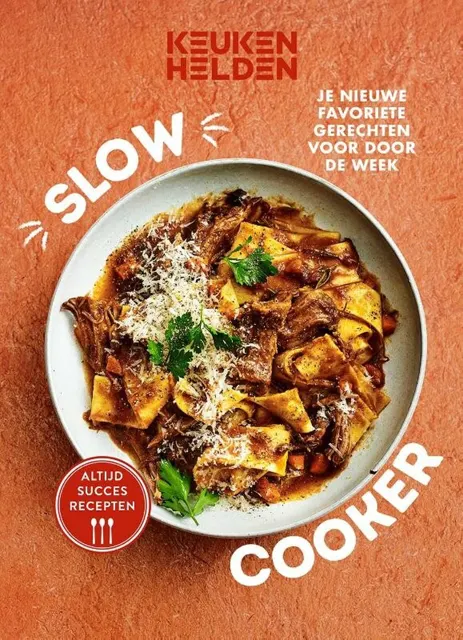 KEUKEN
HELDEN
JE NIEUWE
FAVORIETE
GERECHTEN
VOOR DOOR
DE WEEK
SLOW
COOKER
ALTIJD
SUCCES
RECEPTEN